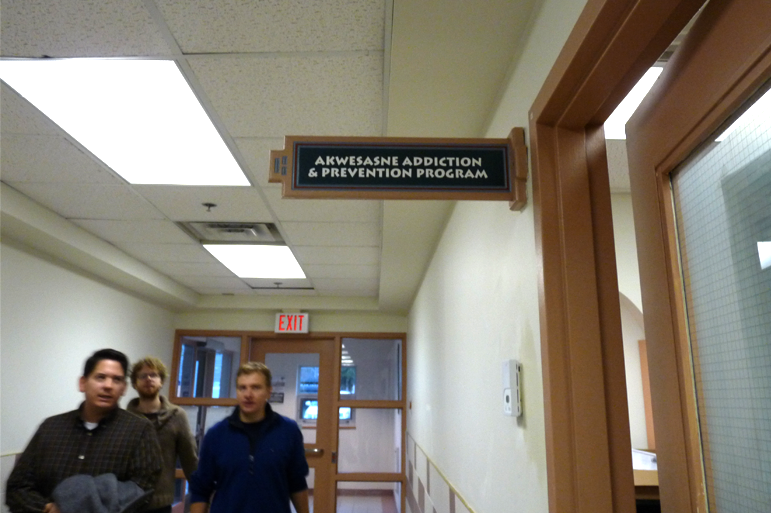 AKWESASNE ADDICTION
& PREVENTION PROGRAM
EXIT